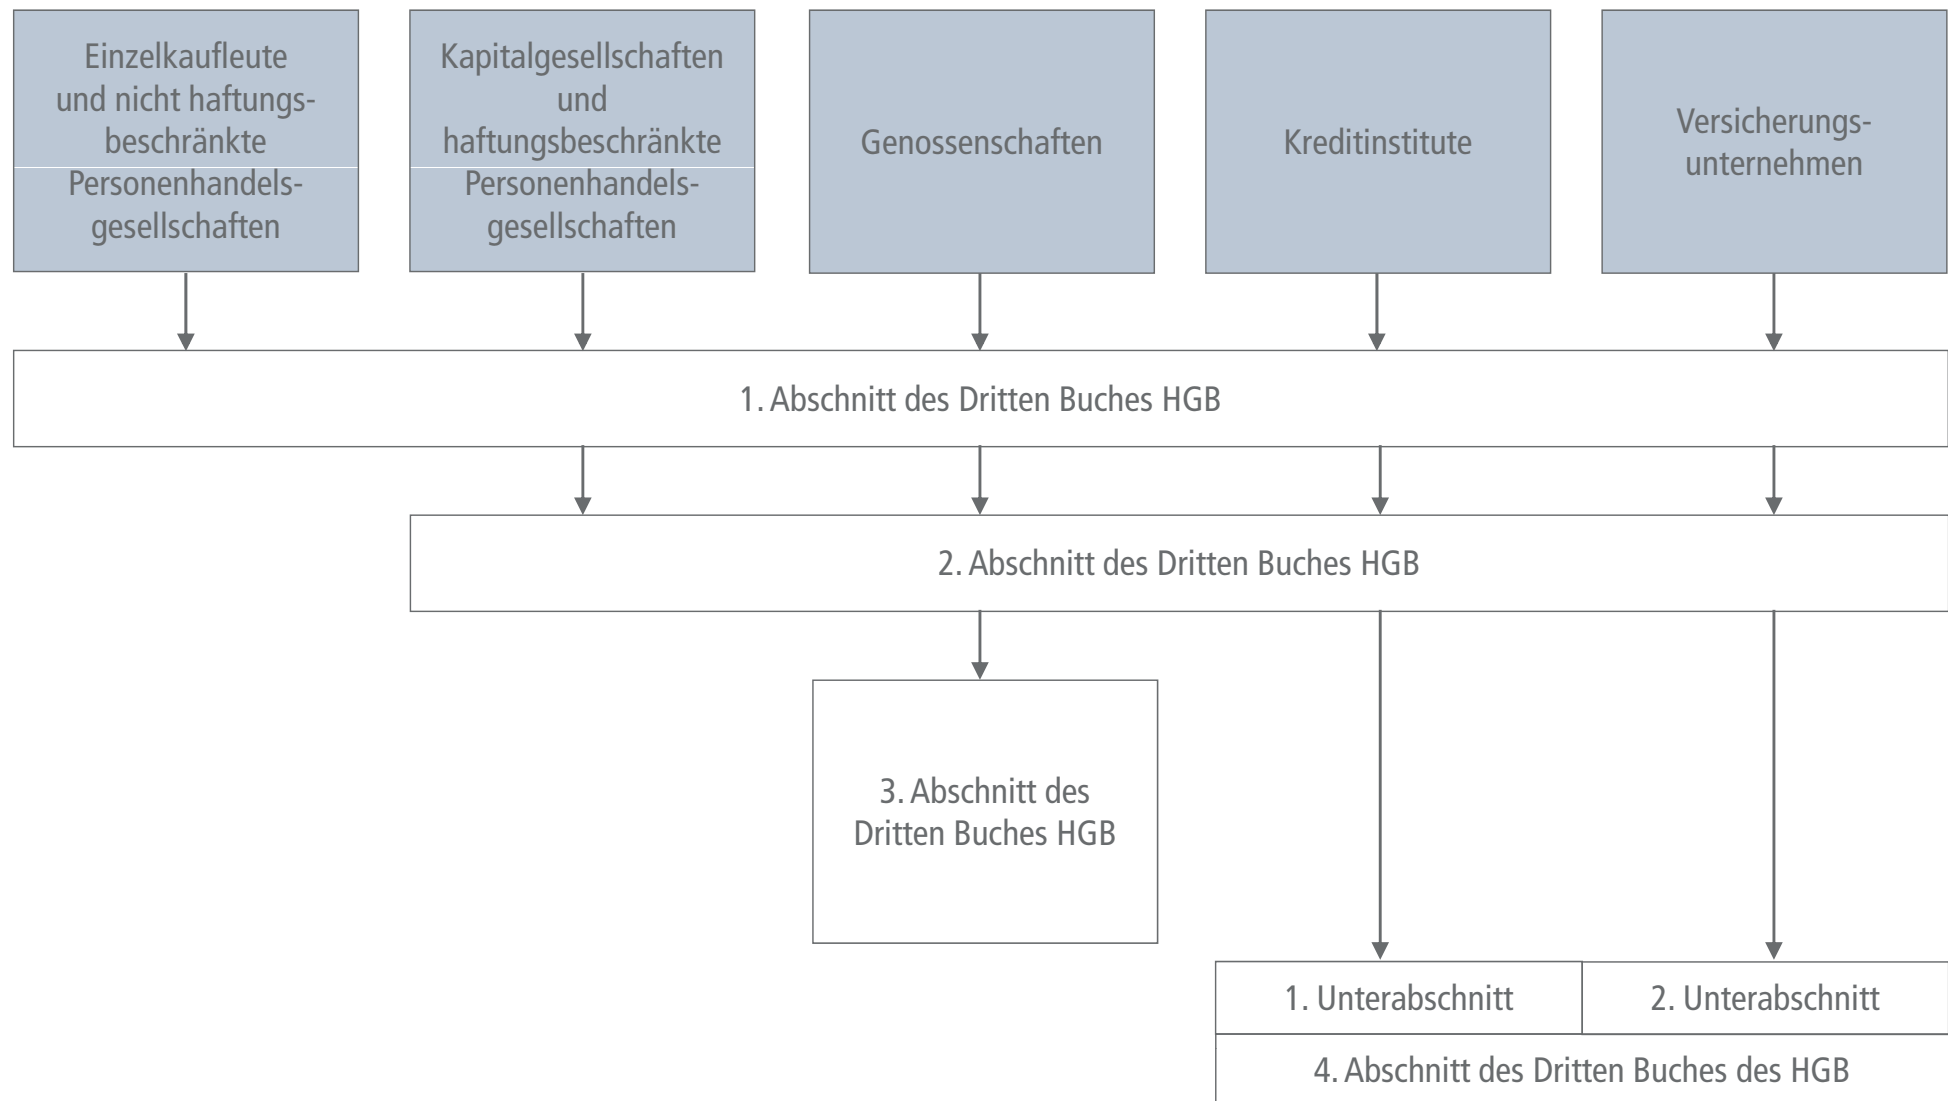 Einzelkaufleute
und nicht haftungs-
beschränkte
Personenhandels-
gesellschaften
Kapitalgesellschaften
und
haftungsbeschränkte
Personenhandels-
gesellschaften
Genossenschaften
Kreditinstitute
Versicherungs-
unternehmen
1. Abschnitt des Dritten Buches HGB
2. Abschnitt des Dritten Buches HGB
3. Abschnitt des
Dritten Buches HGB
1. Unterabschnitt
2. Unterabschnitt
4. Abschnitt des Dritten Buches des HGB